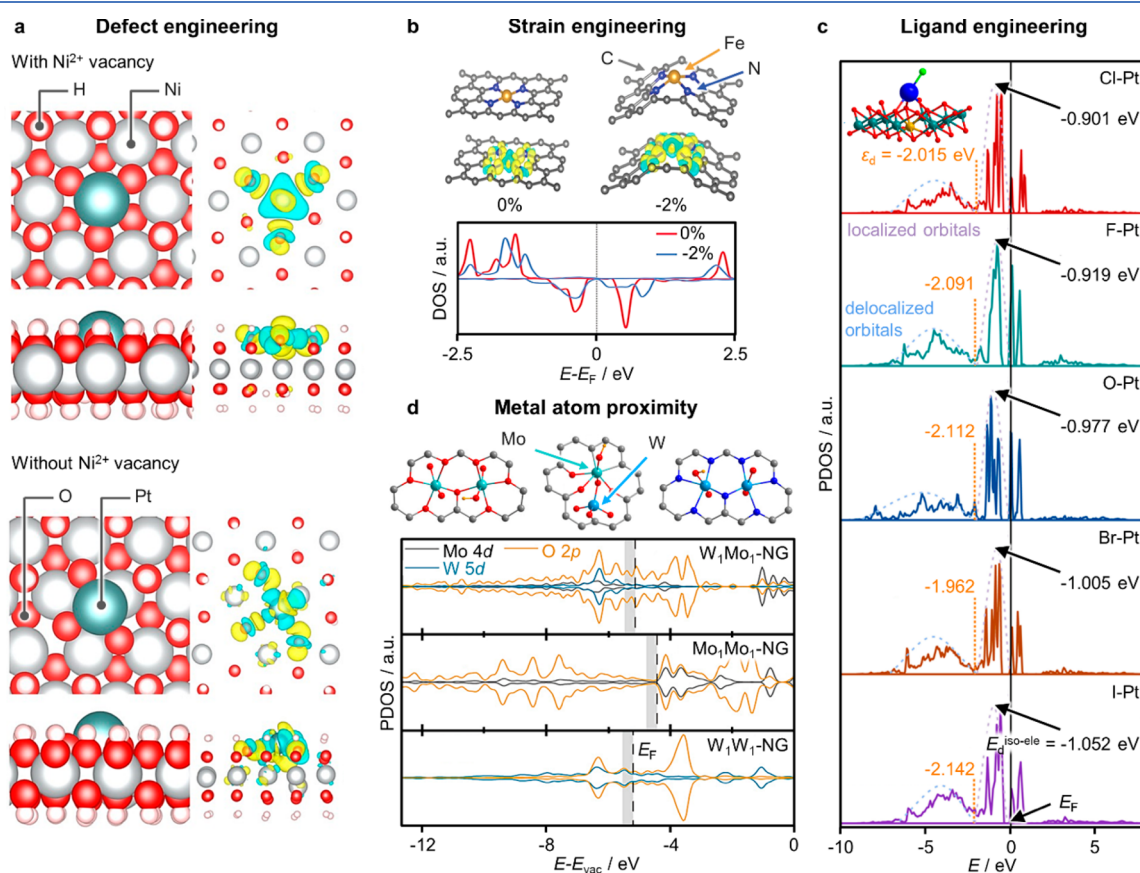 a
Defect engineering
With Ni²⁺ vacancy
H
Ni
Without Ni²⁺ vacancy
O
Pt
b
Strain engineering
C
Fe
N
0%
-2%
DOS / a.u.
0%
-2%
-2.5
0
2.5
E-E_F / eV
d
Metal atom proximity
Mo
W
PDOS / a.u.
Mo 4d
O 2p
W 5d
W₁Mo₁-NG
Mo₁Mo₁-NG
W₁W₁-NG
E_F
-12
-8
-4
0
E-E_vac / eV
c
Ligand engineering
PDOS / a.u.
Cl-Pt
-0.901 eV
ε_d = -2.015 eV
localized orbitals
F-Pt
-0.919 eV
-2.091
delocalized
orbitals
O-Pt
-0.977 eV
-2.112
Br-Pt
-1.005 eV
-1.962
I-Pt
E_d^iso-ele = -1.052 eV
-2.142
E_F
-10
-5
0
5
E / eV